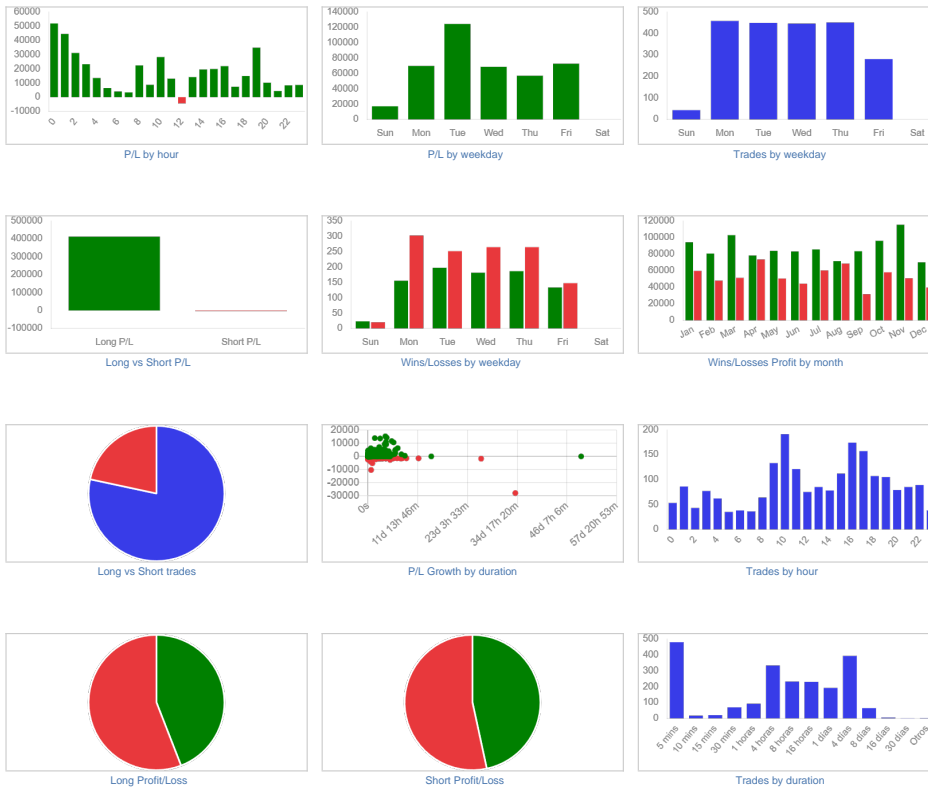 60000
50000
40000
30000
20000
10000
0
-10000
0 2 4 6 8 10 12 14 16 18 20 22
P/L by hour
140000
120000
100000
80000
60000
40000
20000
0
Sun Mon Tue Wed Thu Fri Sat
P/L by weekday
500
400
300
200
100
0
Sun Mon Tue Wed Thu Fri Sat
Trades by weekday
500000
400000
300000
200000
100000
0
-100000
Long P/L Short P/L
Long vs Short P/L
350
300
250
200
150
100
50
0
Sun Mon Tue Wed Thu Fri Sat
Wins/Losses by weekday
120000
100000
80000
60000
40000
20000
0
Jan Feb Mar Apr May Jun Jul Aug Sep Oct Nov Dec
Wins/Losses Profit by month
Long vs Short trades
20000
10000
0
-10000
-20000
-30000
0s 11d 13h 46m 23d 3h 33m 34d 17h 20m 46d 7h 6m 57d 20h 53m
P/L Growth by duration
200
150
100
50
0
0 2 4 6 8 10 12 14 16 18 20 22
Trades by hour
Long Profit/Loss
Short Profit/Loss
500
400
300
200
100
0
5 mins 10 mins 15 mins 30 mins 1 horas 4 horas 8 horas 16 horas 1 días 4 días 8 días 16 días 30 días Otros
Trades by duration